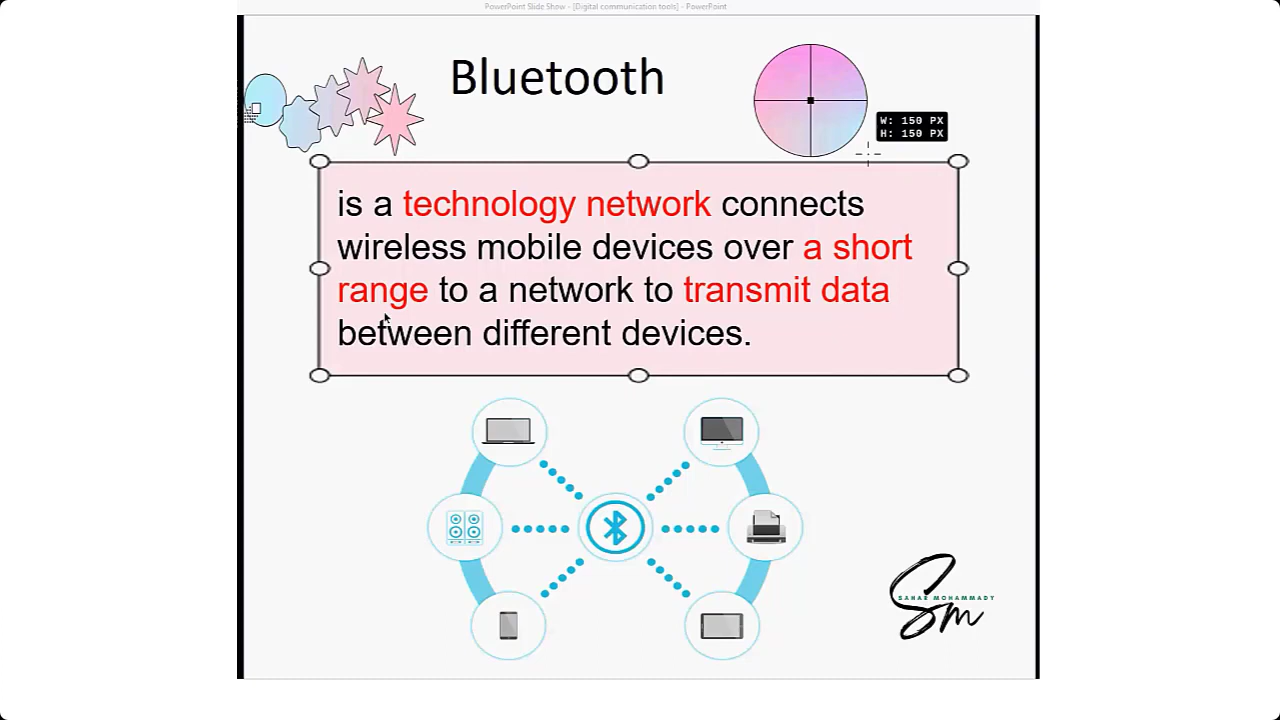 PowerPoint Slide Show - [Digital communication tools] - PowerPoint
Bluetooth
W: 150 PX
H: 150 PX
is a technology network connects
wireless mobile devices over a short
range to a network to transmit data
between different devices.
SAHAR MOHAMMADY
Sm